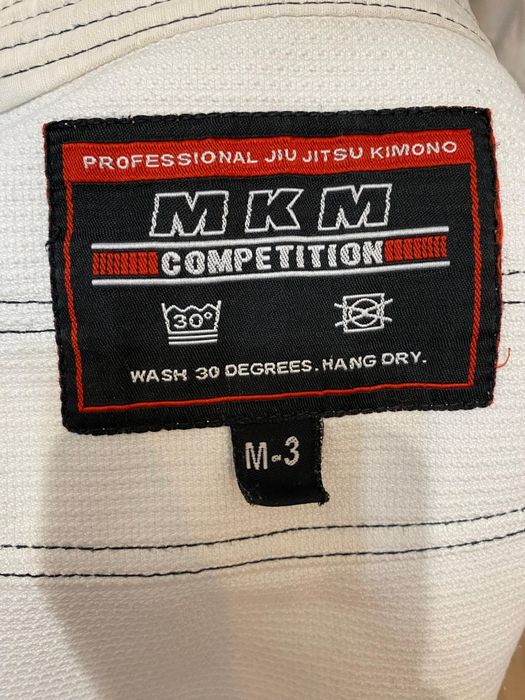 PROFESSIONAL JIU JITSU KIMONO
MKM
COMPETITION
30°
WASH 30 DEGREES. HANG DRY.
M-3